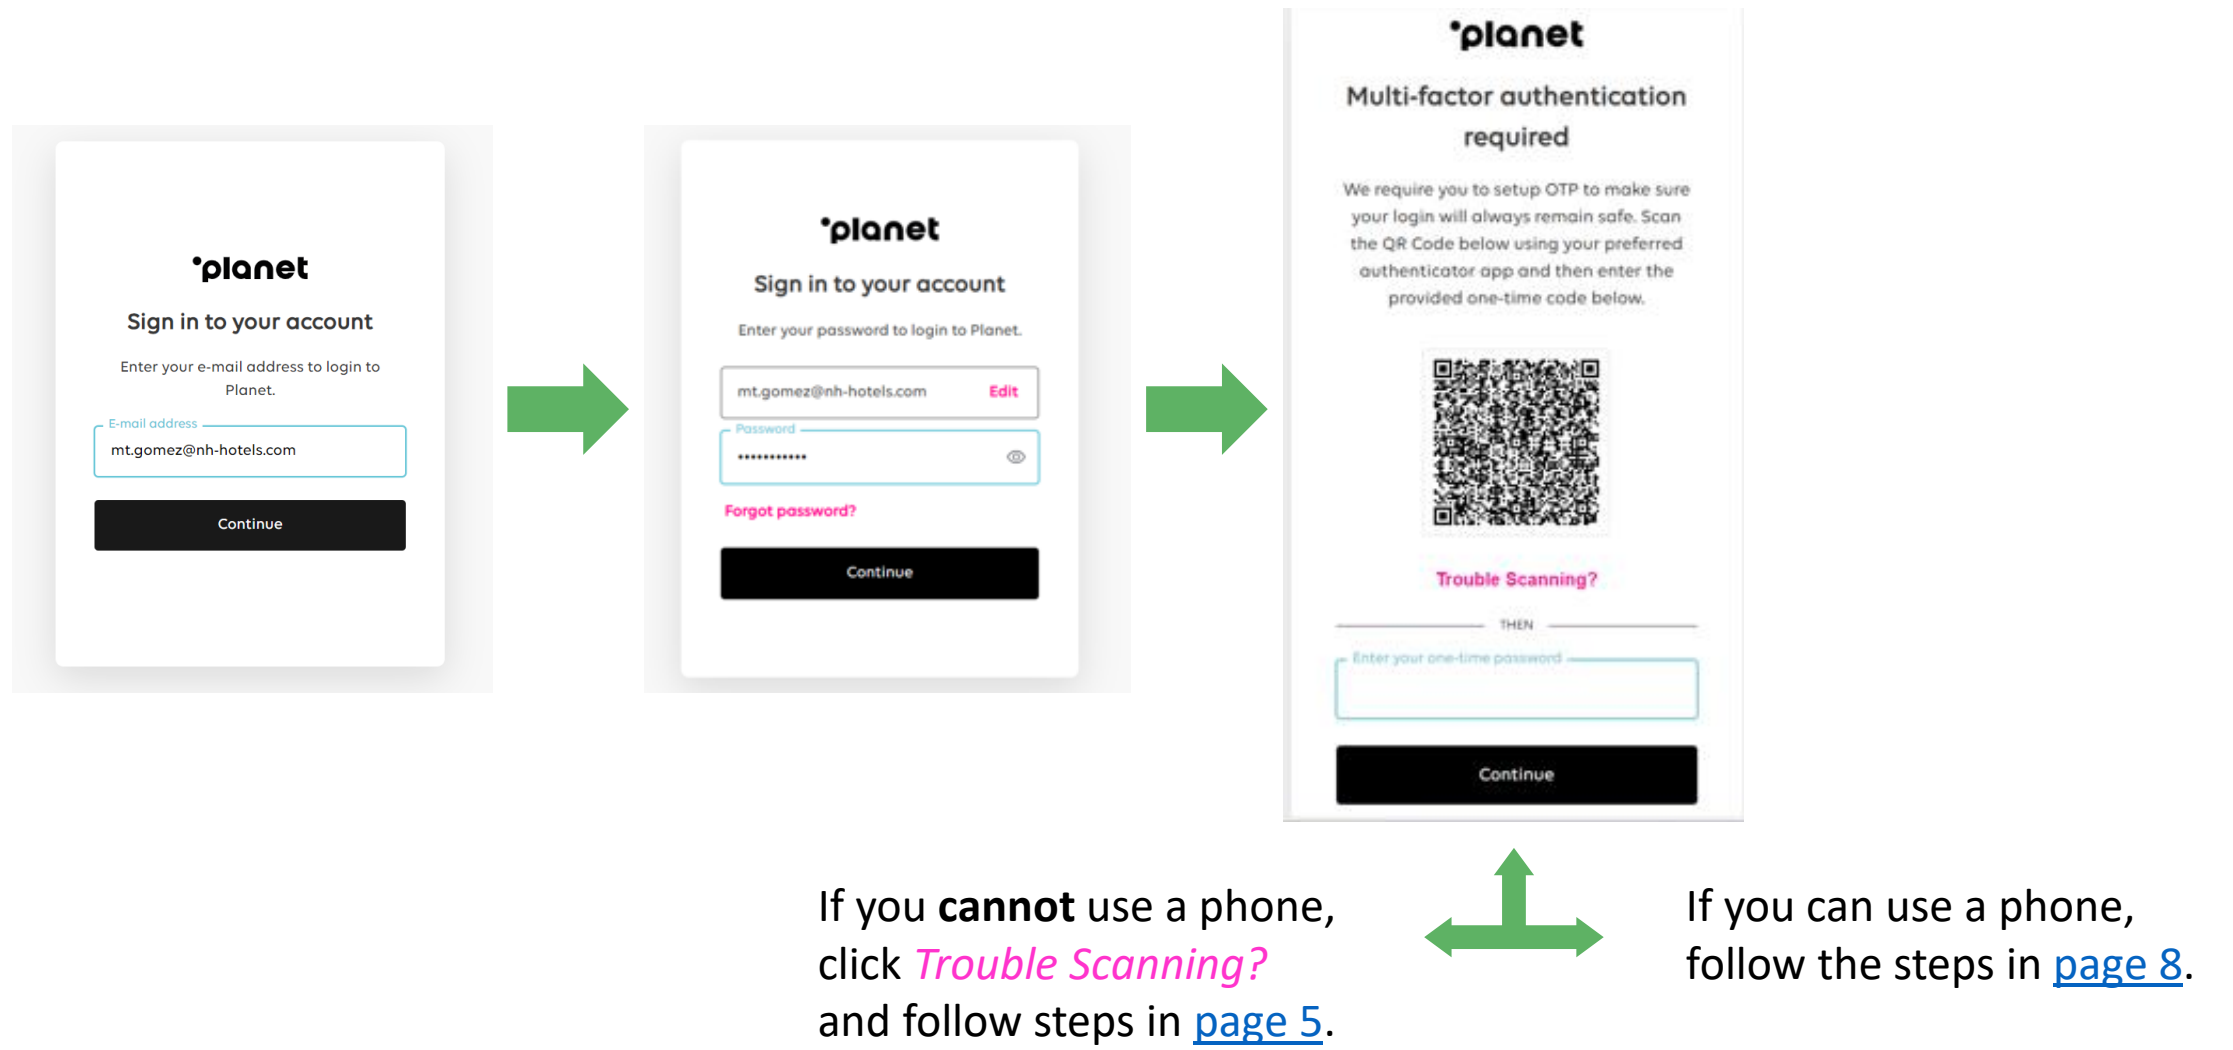 planet
Sign in to your account
Enter your e-mail address to login to
Planet.
E-mail address
mt.gomez@nh-hotels.com
Continue
planet
Sign in to your account
Enter your password to login to Planet.
mt.gomez@nh-hotels.com Edit
Password
•••••••••••
Forgot password?
Continue
planet
Multi-factor authentication
required
We require you to setup OTP to make sure
your login will always remain safe. Scan
the QR Code below using your preferred
authenticator app and then enter the
provided one-time code below.
Trouble Scanning?
THEN
Enter your one-time password
Continue
If you cannot use a phone,
click Trouble Scanning?
and follow steps in page 5.
If you can use a phone,
follow the steps in page 8.